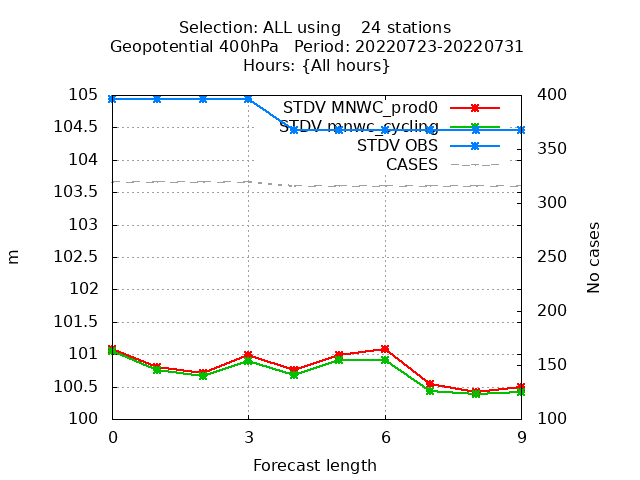 Selection: ALL using    24 stations
Geopotential 400hPa   Period: 20220723-20220731
Hours: {All hours}
105
104.5
104
103.5
103
102.5
102
101.5
101
100.5
100
400
350
300
250
200
150
100
STDV MNWC_prod0
STDV mnwc_cycling
STDV OBS
CASES
m
No cases
0
3
6
9
Forecast length